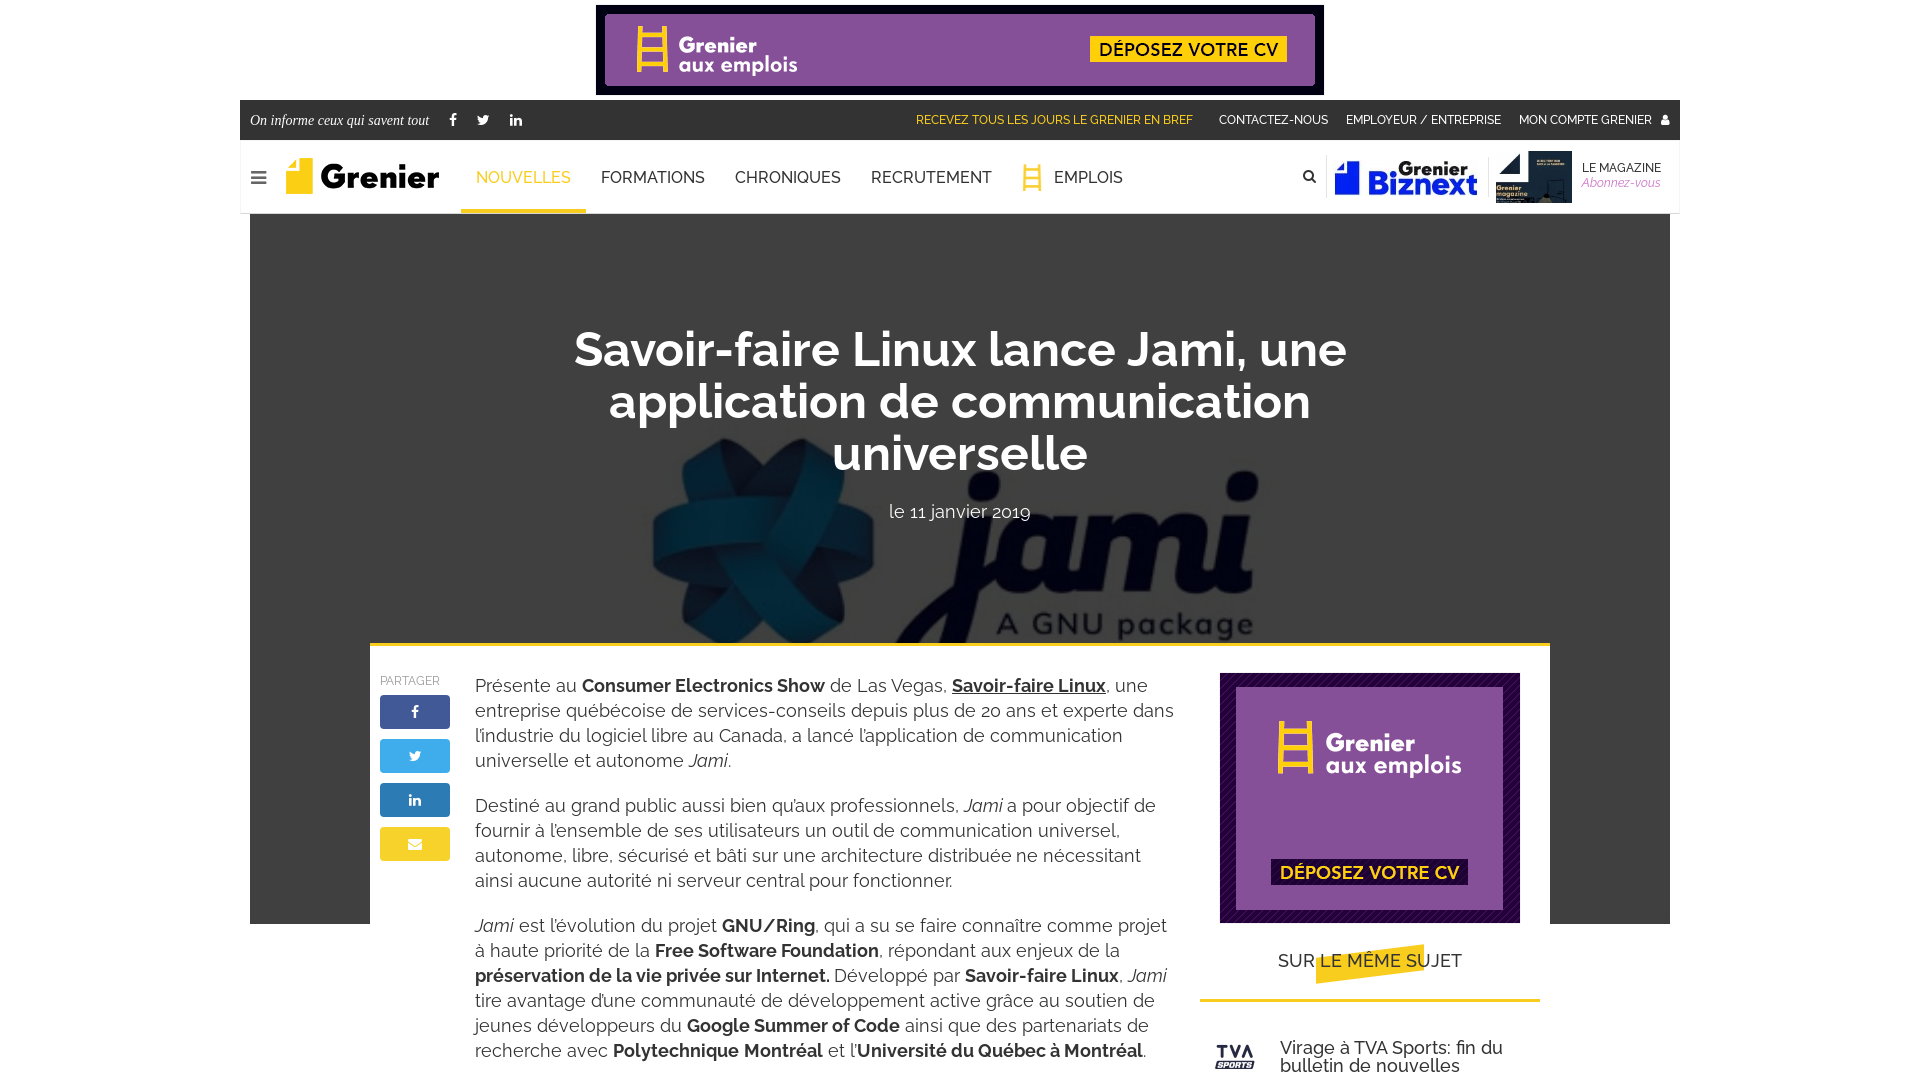 Grenier
aux emplois
DÉPOSEZ VOTRE CV
On informe ceux qui savent tout
RECEVEZ TOUS LES JOURS LE GRENIER EN BREF
CONTACTEZ-NOUS
EMPLOYEUR / ENTREPRISE
MON COMPTE GRENIER
Grenier
NOUVELLES
FORMATIONS
CHRONIQUES
RECRUTEMENT
EMPLOIS
Grenier
Biznext
Grenier
magazine
LE MAGAZINE
Abonnez-vous
Savoir-faire Linux lance Jami, une
application de communication
universelle
le 11 janvier 2019
jami
A GNU package
PARTAGER
Présente au Consumer Electronics Show de Las Vegas, Savoir-faire Linux, une
entreprise québécoise de services-conseils depuis plus de 20 ans et experte dans
l’industrie du logiciel libre au Canada, a lancé l’application de communication
universelle et autonome Jami.
Destiné au grand public aussi bien qu’aux professionnels, Jami a pour objectif de
fournir à l’ensemble de ses utilisateurs un outil de communication universel,
autonome, libre, sécurisé et bâti sur une architecture distribuée ne nécessitant
ainsi aucune autorité ni serveur central pour fonctionner.
Jami est l’évolution du projet GNU/Ring, qui a su se faire connaître comme projet
à haute priorité de la Free Software Foundation, répondant aux enjeux de la
préservation de la vie privée sur Internet. Développé par Savoir-faire Linux, Jami
tire avantage d’une communauté de développement active grâce au soutien de
jeunes développeurs du Google Summer of Code ainsi que des partenariats de
recherche avec Polytechnique Montréal et l’Université du Québec à Montréal.
Grenier
aux emplois
DÉPOSEZ VOTRE CV
SUR LE MÊME SUJET
TVA
SPORTS
Virage à TVA Sports: fin du
bulletin de nouvelles